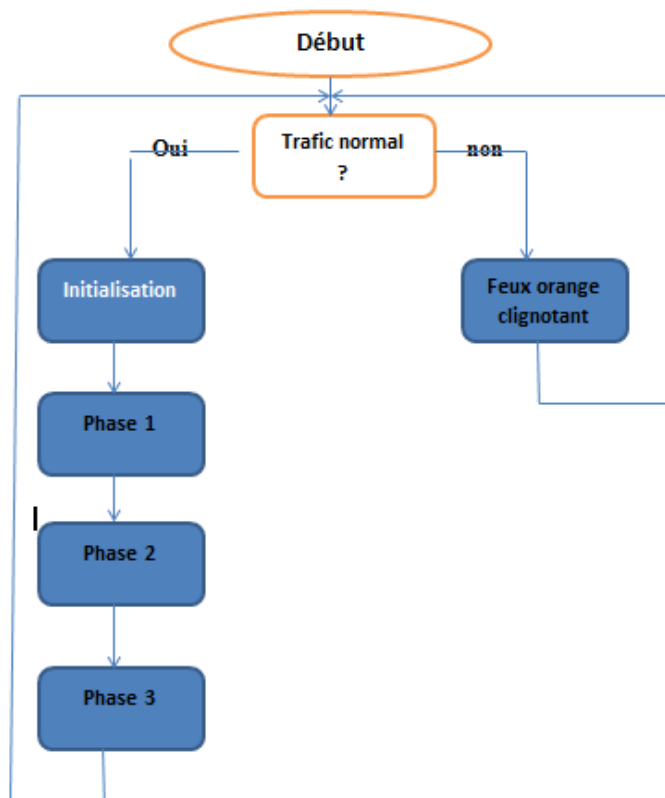 Début
Trafic normal
?
Oui
non
Initialisation
Feux orange
clignotant
Phase 1
Phase 2
Phase 3